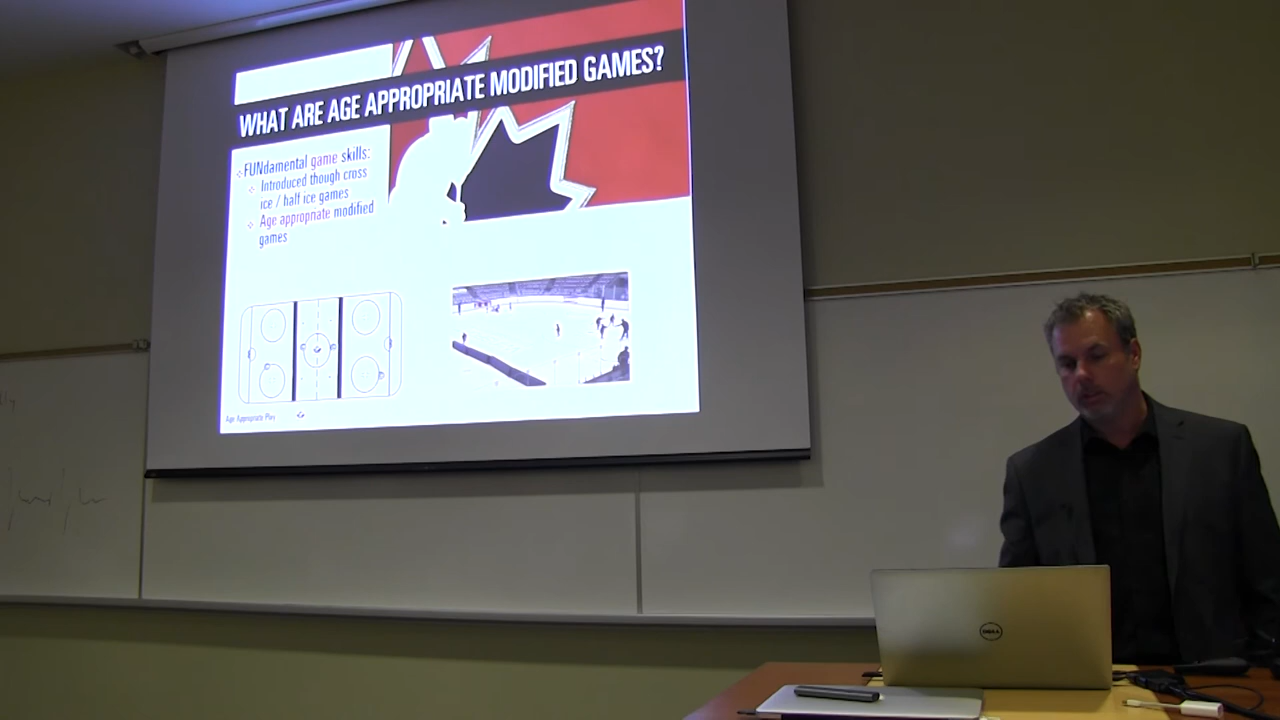 WHAT ARE AGE APPROPRIATE MODIFIED GAMES?
FUNdamental game skills:
Introduced though cross
ice / half ice games
Age appropriate modified
games
Age Appropriate Play
DELL